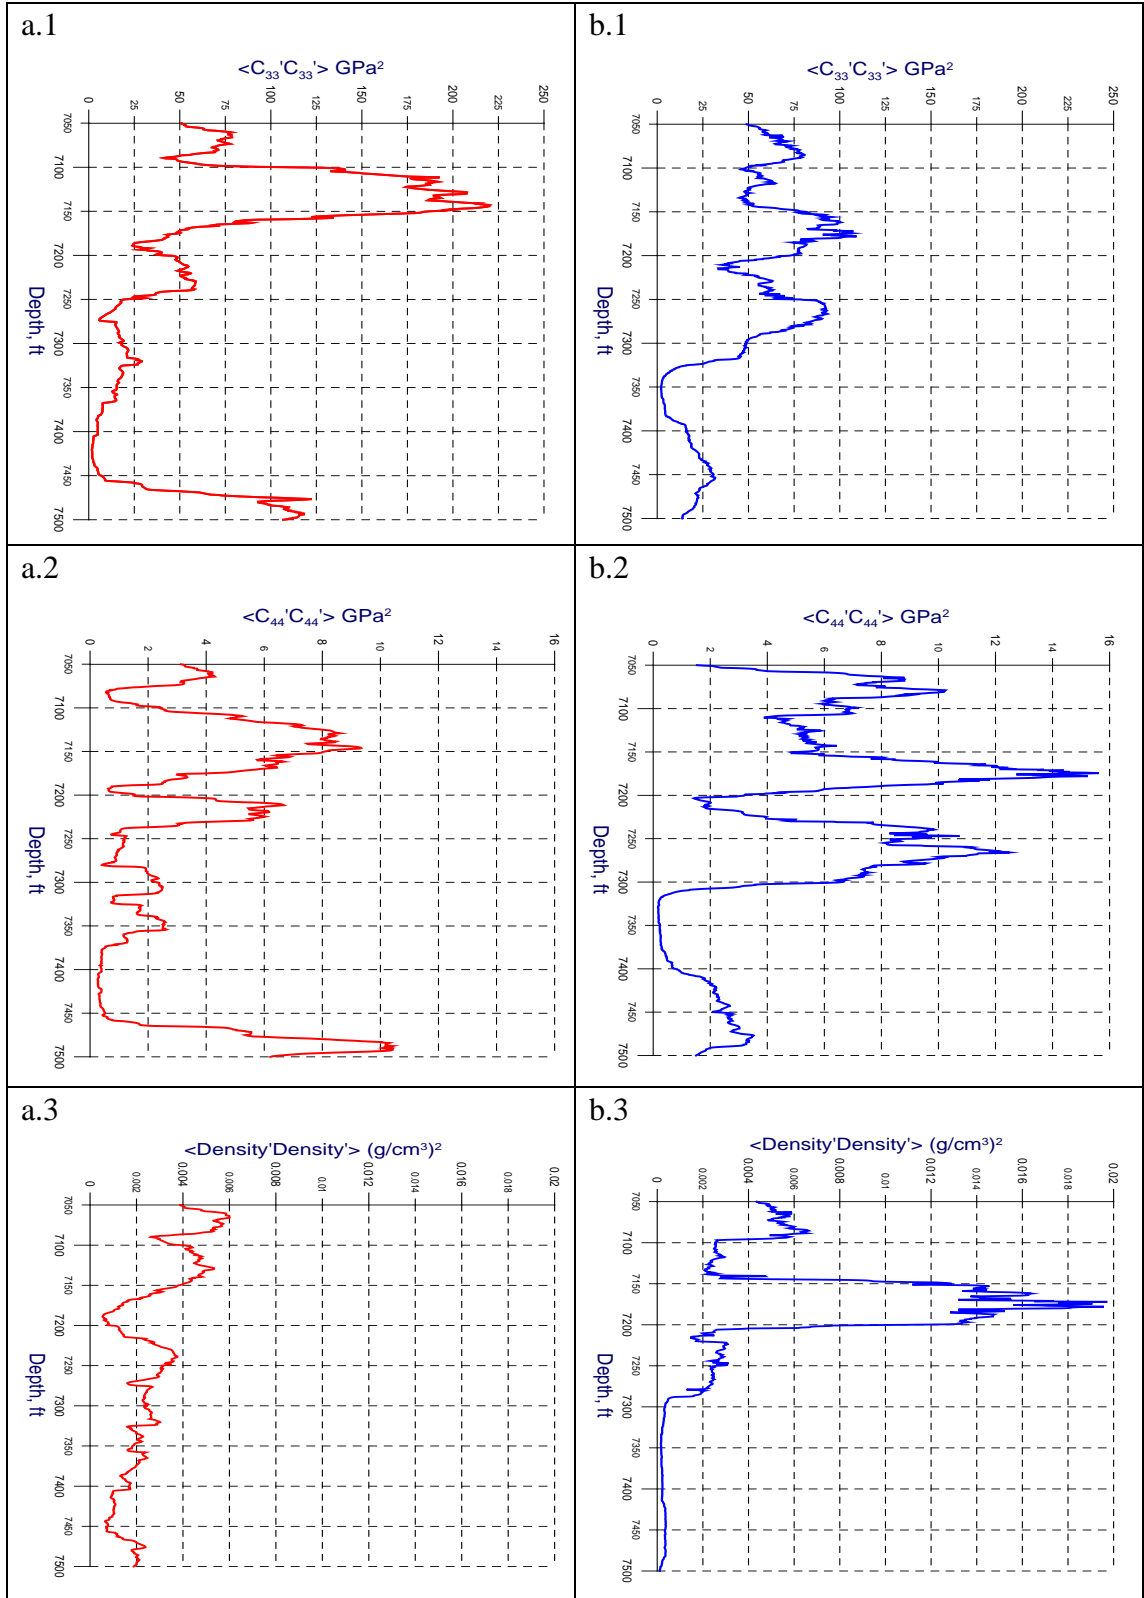 a.1
<C₃₃'C₃₃'> GPa²
0 25 50 75 100 125 150 175 200 225 250
7050 7100 7150 7200 7250 7300 7350 7400 7450 7500
Depth, ft
b.1
<C₃₃'C₃₃'> GPa²
0 25 50 75 100 125 150 175 200 225 250
7050 7100 7150 7200 7250 7300 7350 7400 7450 7500
Depth, ft
a.2
<C₄₄'C₄₄'> GPa²
0 2 4 6 8 10 12 14 16
7050 7100 7150 7200 7250 7300 7350 7400 7450 7500
Depth, ft
b.2
<C₄₄'C₄₄'> GPa²
0 2 4 6 8 10 12 14 16
7050 7100 7150 7200 7250 7300 7350 7400 7450 7500
Depth, ft
a.3
<Density'Density'> (g/cm³)²
0 0.002 0.004 0.006 0.008 0.01 0.012 0.014 0.016 0.018 0.02
7050 7100 7150 7200 7250 7300 7350 7400 7450 7500
Depth, ft
b.3
<Density'Density'> (g/cm³)²
0 0.002 0.004 0.006 0.008 0.01 0.012 0.014 0.016 0.018 0.02
7050 7100 7150 7200 7250 7300 7350 7400 7450 7500
Depth, ft